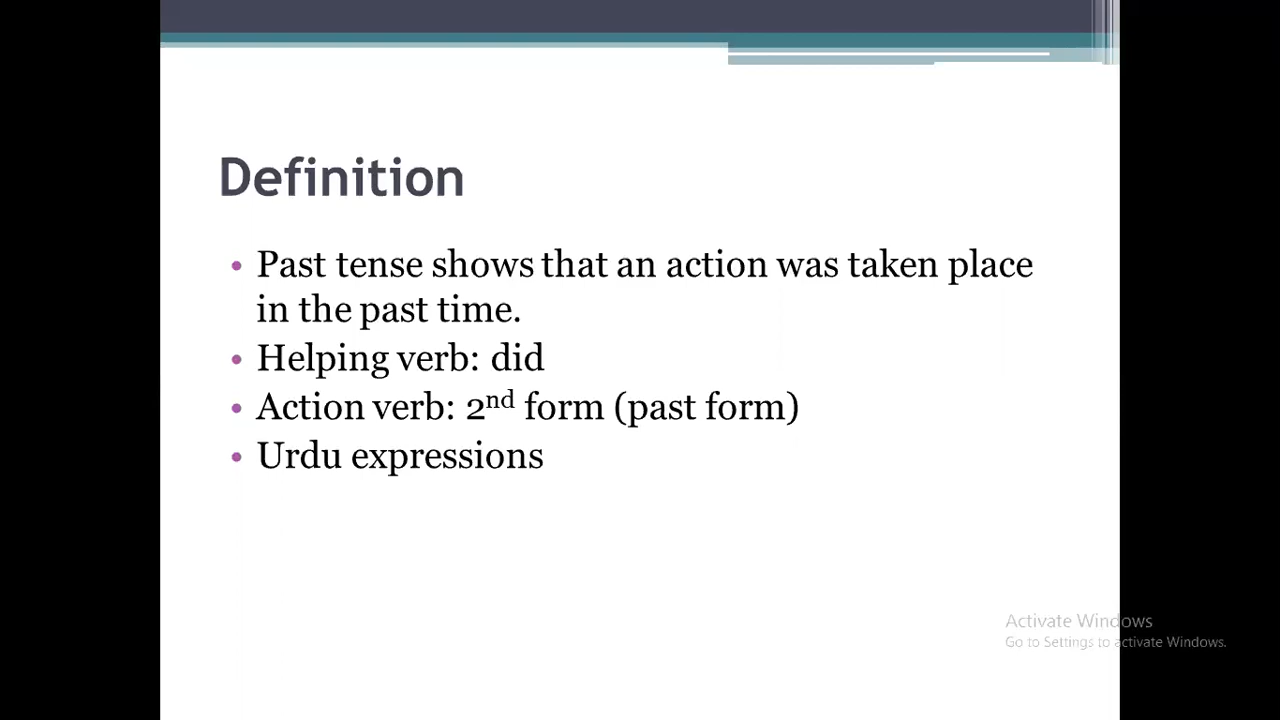 Definition
• Past tense shows that an action was taken place
in the past time.
• Helping verb: did
• Action verb: 2nd form (past form)
• Urdu expressions
Activate Windows
Go to Settings to activate Windows.